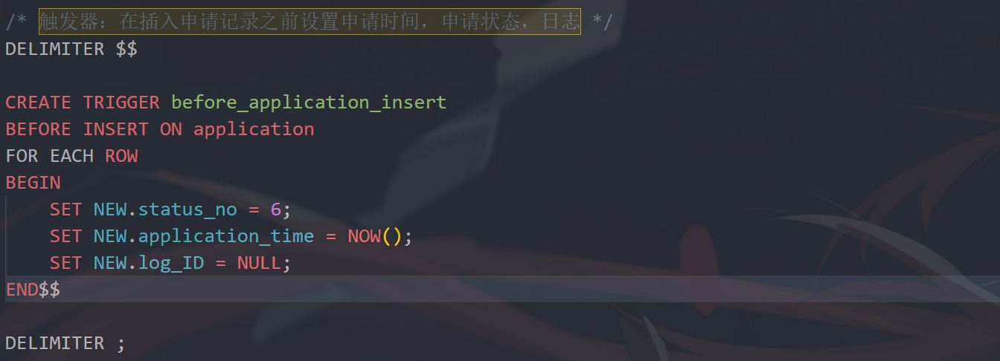 /* 触发器：在插入申请记录之前设置申请时间，申请状态，日志 */
DELIMITER $$
CREATE TRIGGER before_application_insert
BEFORE INSERT ON application
FOR EACH ROW
BEGIN
    SET NEW.status_no = 6;
    SET NEW.application_time = NOW();
    SET NEW.log_ID = NULL;
END$$
DELIMITER ;